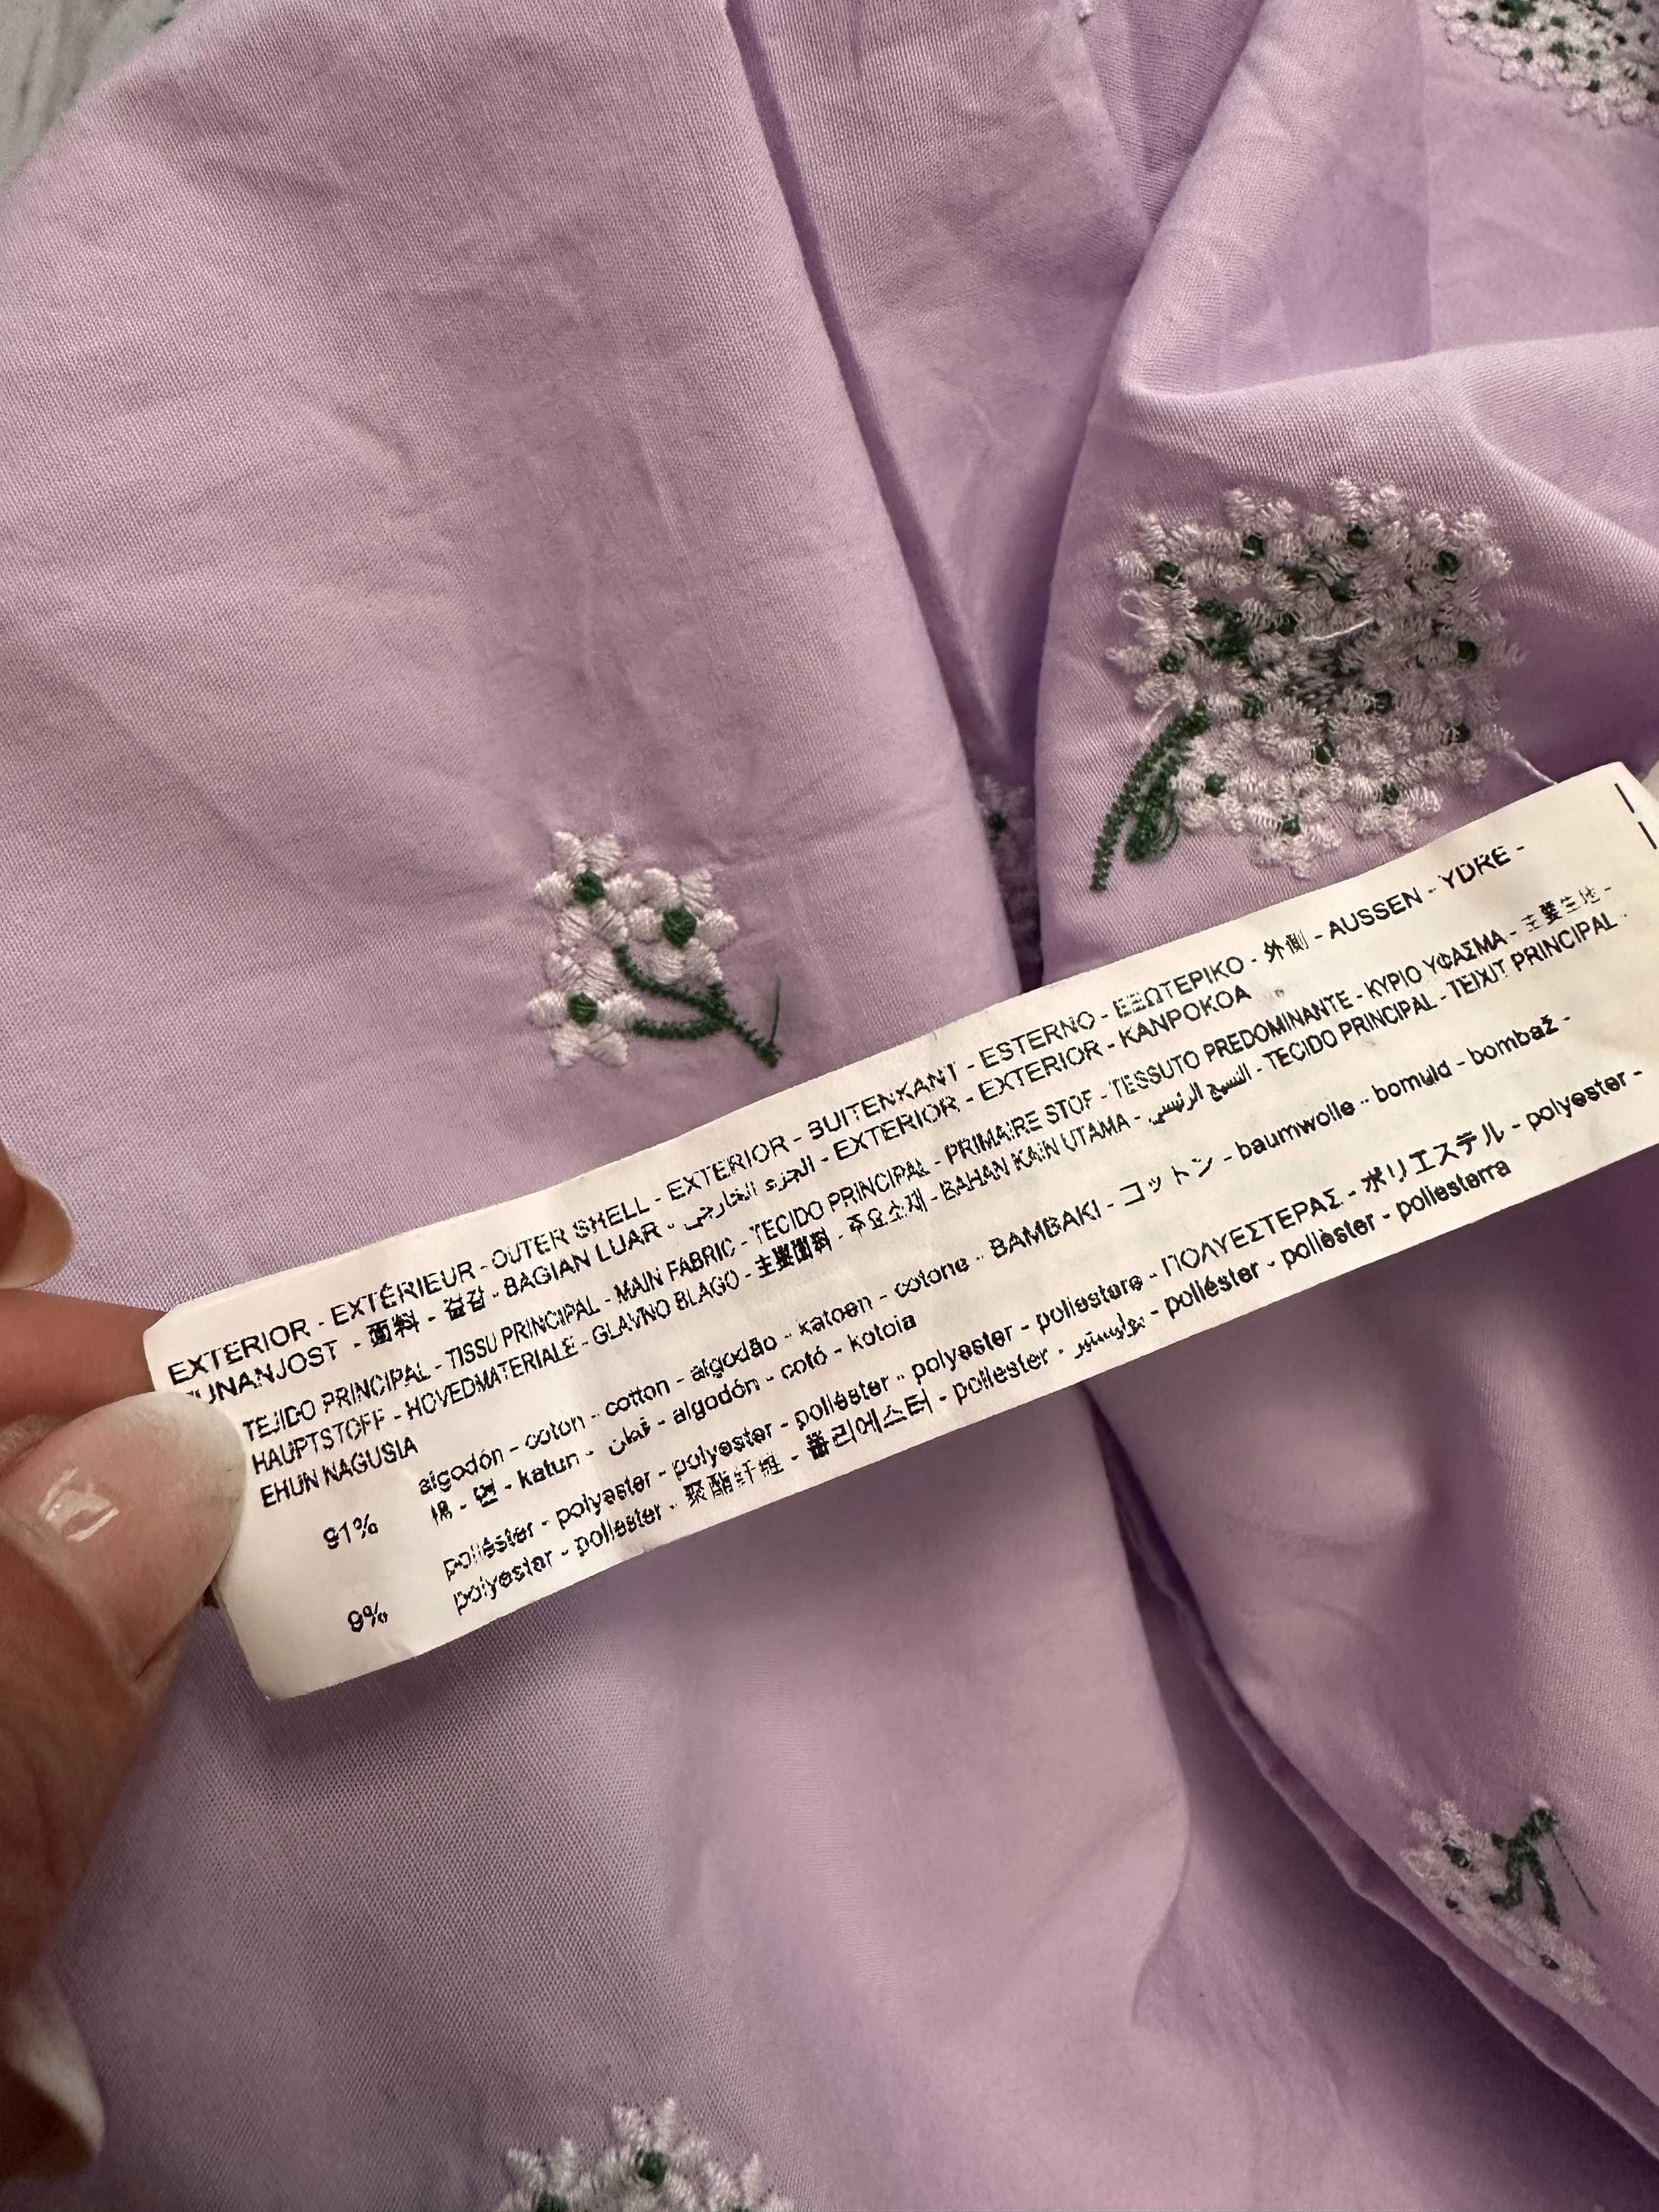 EXTERIOR - EXTÉRIEUR - OUTER SHELL - EXTERIOR - BUITENKANT - ESTERNO - ΕΞΩΤΕΡΙΚΟ - 外側 - AUSSEN - YDRE -
ZUNANJOST - 面料 - 겉감 - BAGIAN LUAR - الجزء الخارجي - EXTERIOR - EXTERIOR - KANPOKOA
TEJIDO PRINCIPAL - TISSU PRINCIPAL - MAIN FABRIC - TECIDO PRINCIPAL - PRIMAIRE STOF - TESSUTO PREDOMINANTE - ΚΥΡΙΟ ΥΦΑΣΜΑ - 主要生地 -
HAUPTSTOFF - HOVEDMATERIALE - GLAVNO BLAGO - 主要面料 - 주요소재 - BAHAN KAIN UTAMA - النسيج الرئيسي - TECIDO PRINCIPAL - TEIXIT PRINCIPAL -
EHUN NAGUSIA
91% algodón - coton - cotton - algodão - katoen - cotone - BAMBAKI - コットン - baumwolle - bomuld - bombaž -
棉 - 면 - katun - قطن - algodón - cotó - kotoia
9% poliéster - polyester - polyester - poliéster - polyester - poliestere - ΠΟΛΥΕΣΤΕΡΑΣ - ポリエステル - polyester -
polyester - poliester - 聚酯纤维 - 폴리에스터 - poliester - بوليستير - poliéster - polièster - poliesterra